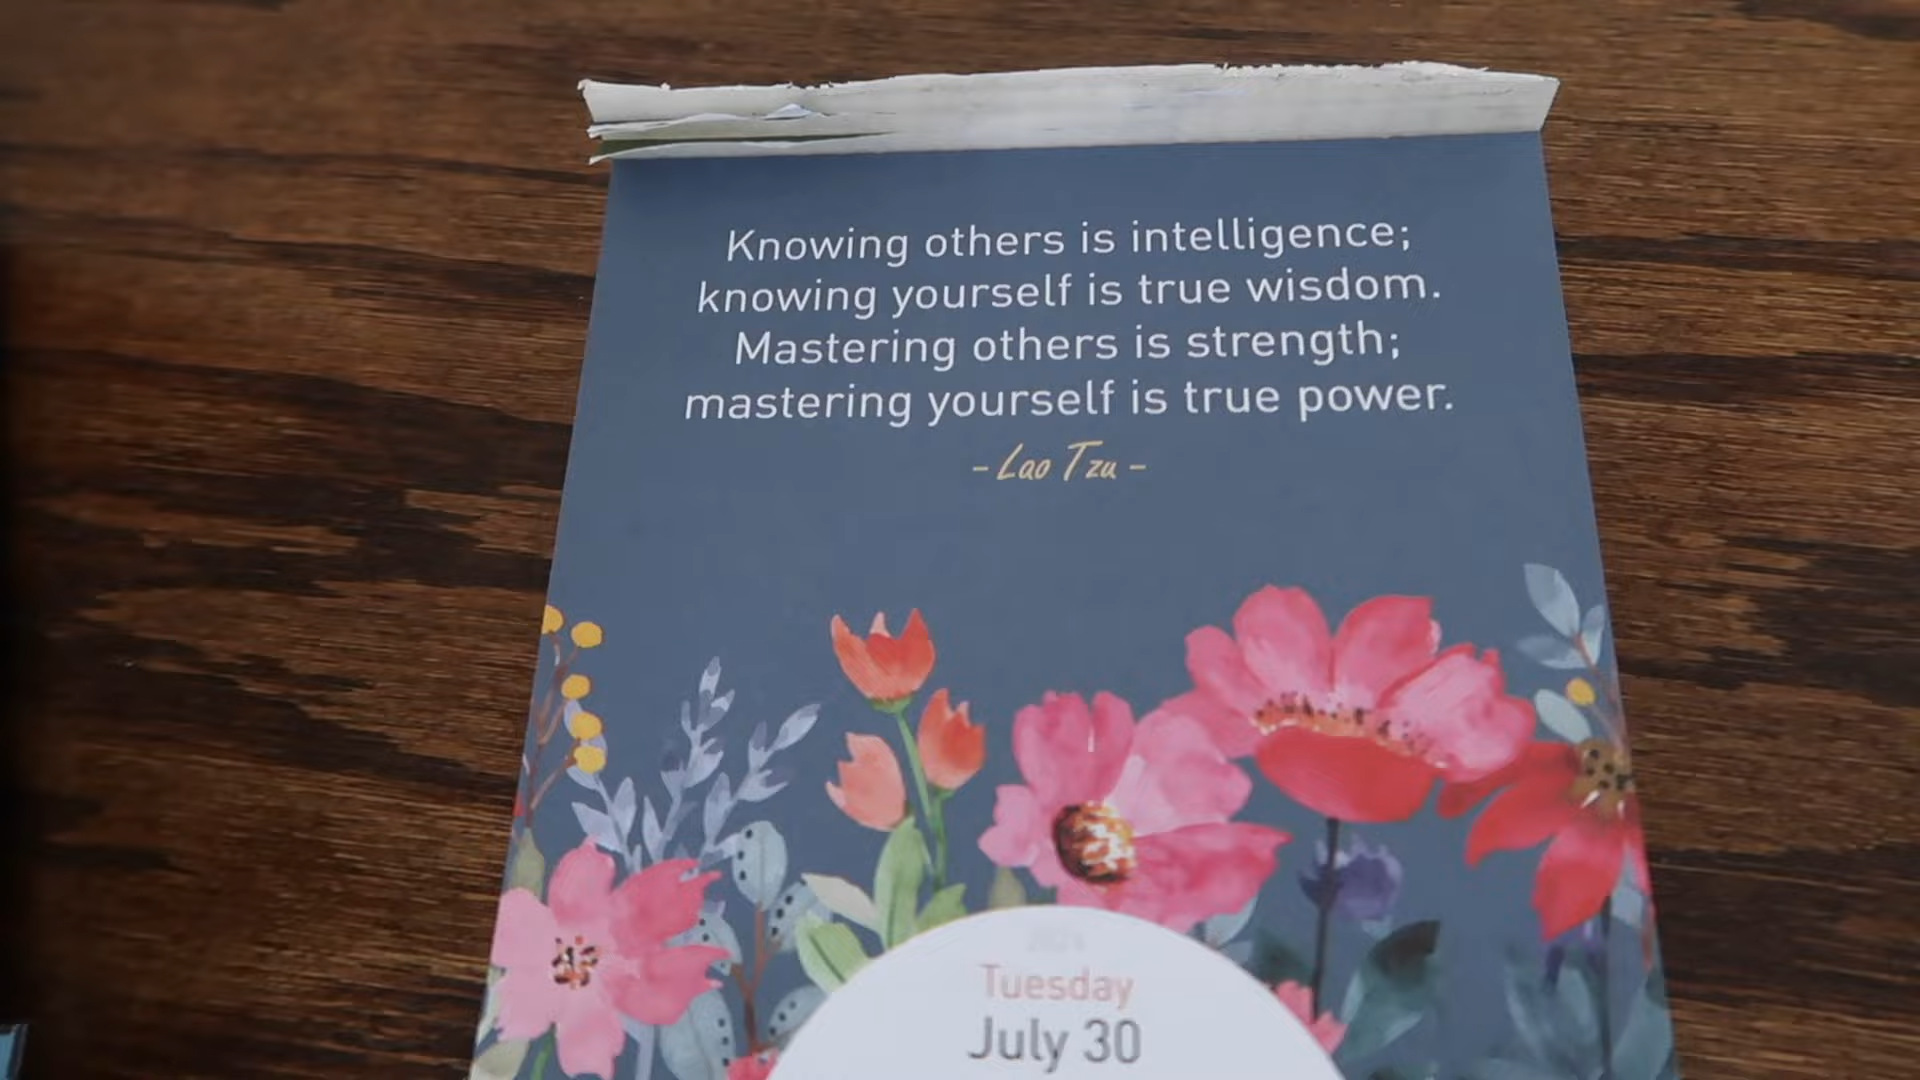 Knowing others is intelligence;
knowing yourself is true wisdom.
Mastering others is strength;
mastering yourself is true power.
- Lao Tzu -
2024
Tuesday
July 30